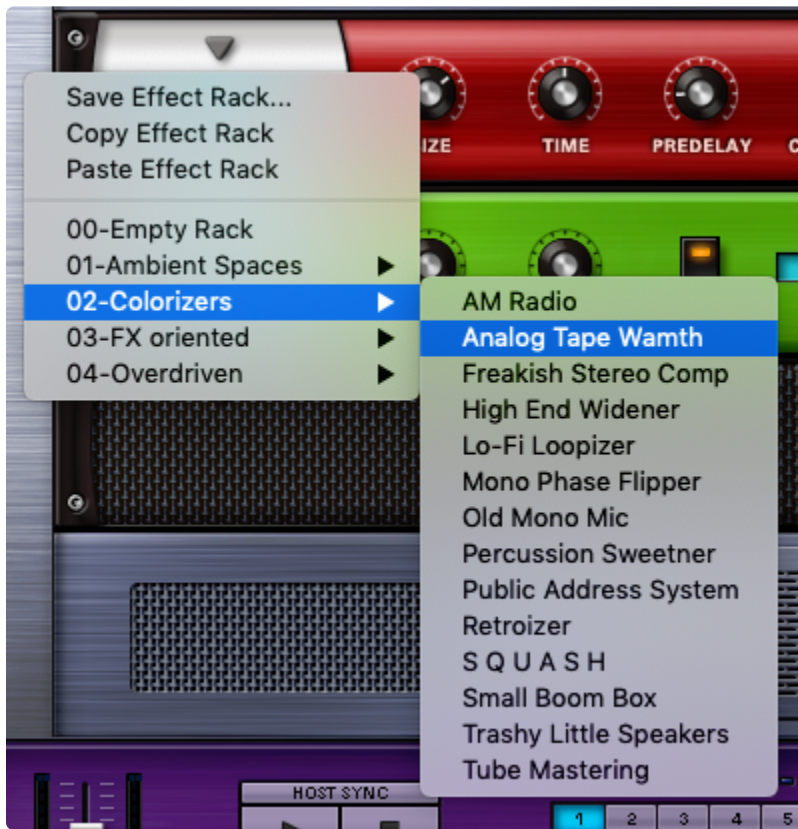 IZE
TIME
PREDELAY
C
Save Effect Rack...
Copy Effect Rack
Paste Effect Rack
00-Empty Rack
01-Ambient Spaces
02-Colorizers
03-FX oriented
04-Overdriven
AM Radio
Analog Tape Wamth
Freakish Stereo Comp
High End Widener
Lo-Fi Loopizer
Mono Phase Flipper
Old Mono Mic
Percussion Sweetner
Public Address System
Retroizer
S Q U A S H
Small Boom Box
Trashy Little Speakers
Tube Mastering
HOST SYNC
1 2 3 4 5